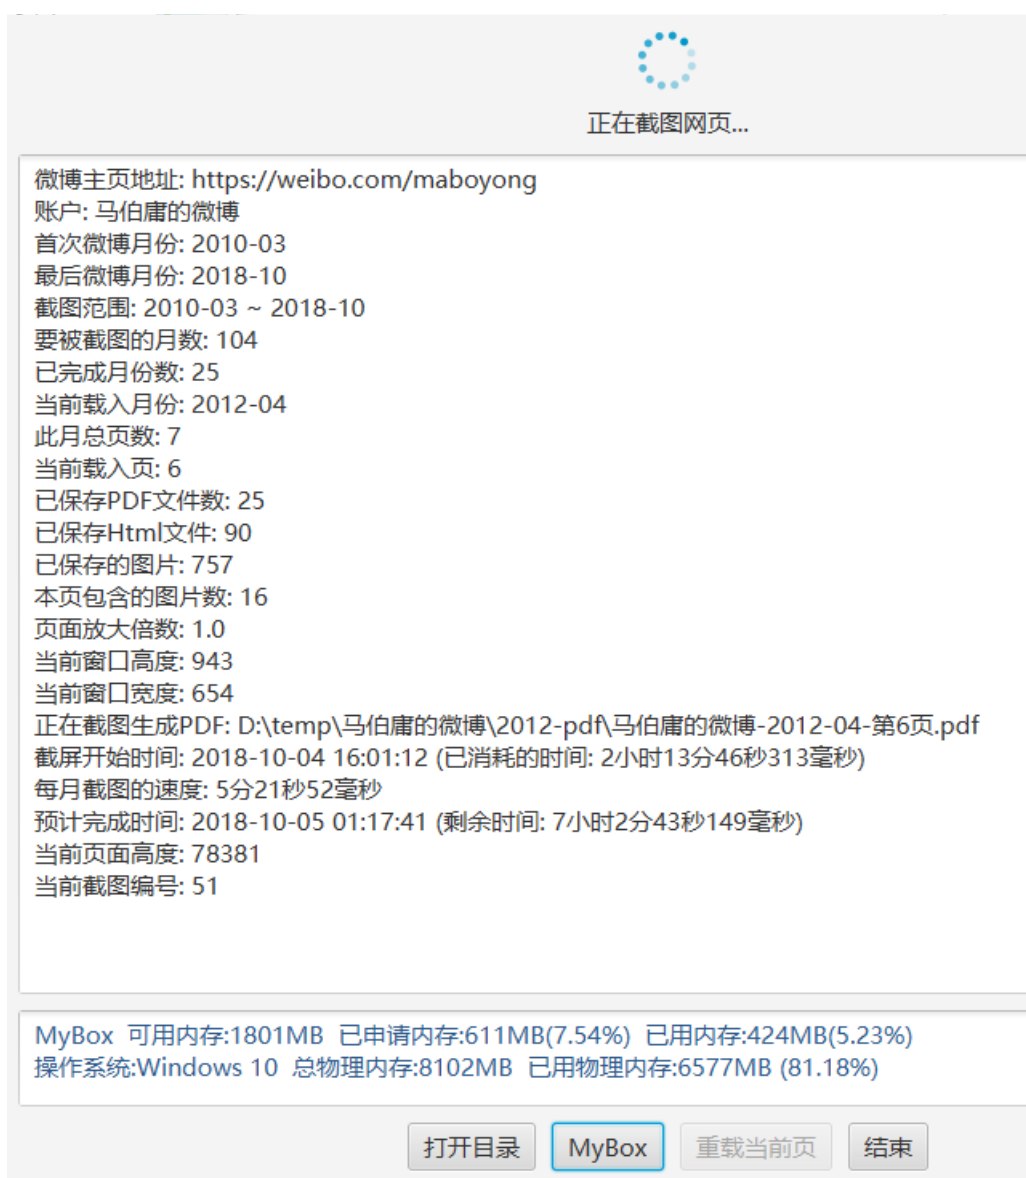 正在截图网页...
微博主页地址: https://weibo.com/maboyong
账户: 马伯庸的微博
首次微博月份: 2010-03
最后微博月份: 2018-10
截图范围: 2010-03 ~ 2018-10
要被截图的月数: 104
已完成月份数: 25
当前载入月份: 2012-04
此月总页数: 7
当前载入页: 6
已保存PDF文件数: 25
已保存Html文件: 90
已保存的图片: 757
本页包含的图片数: 16
页面放大倍数: 1.0
当前窗口高度: 943
当前窗口宽度: 654
正在截图生成PDF: D:\temp\马伯庸的微博\2012-pdf\马伯庸的微博-2012-04-第6页.pdf
截屏开始时间: 2018-10-04 16:01:12 (已消耗的时间: 2小时13分46秒313毫秒)
每月截图的速度: 5分21秒52毫秒
预计完成时间: 2018-10-05 01:17:41 (剩余时间: 7小时2分43秒149毫秒)
当前页面高度: 78381
当前截图编号: 51
MyBox 可用内存:1801MB 已申请内存:611MB(7.54%) 已用内存:424MB(5.23%)
操作系统:Windows 10 总物理内存:8102MB 已用物理内存:6577MB (81.18%)
打开目录 MyBox 重载当前页 结束